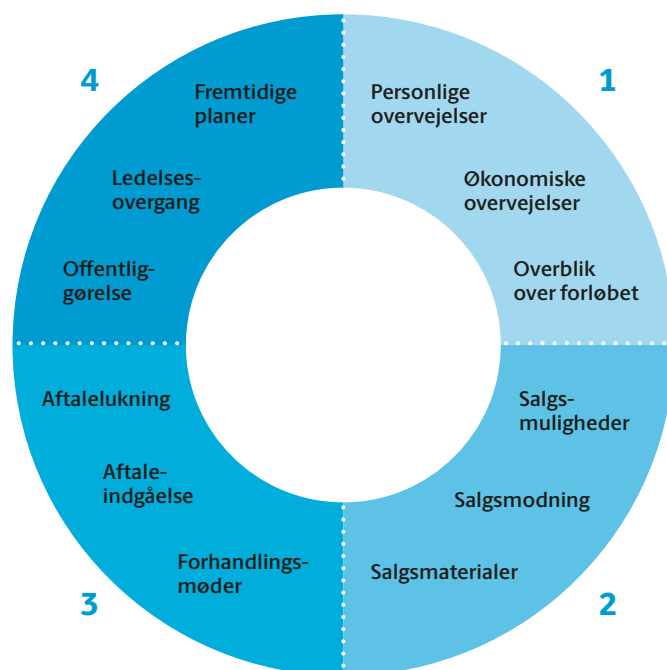 1
Personlige
overvejelser
Økonomiske
overvejelser
Overblik
over forløbet
2
Salgs-
muligheder
Salgsmodning
Salgsmaterialer
3
Forhandlings-
møder
Aftale-
indgåelse
Aftalelukning
4
Offentlig-
gørelse
Ledelses-
overgang
Fremtidige
planer